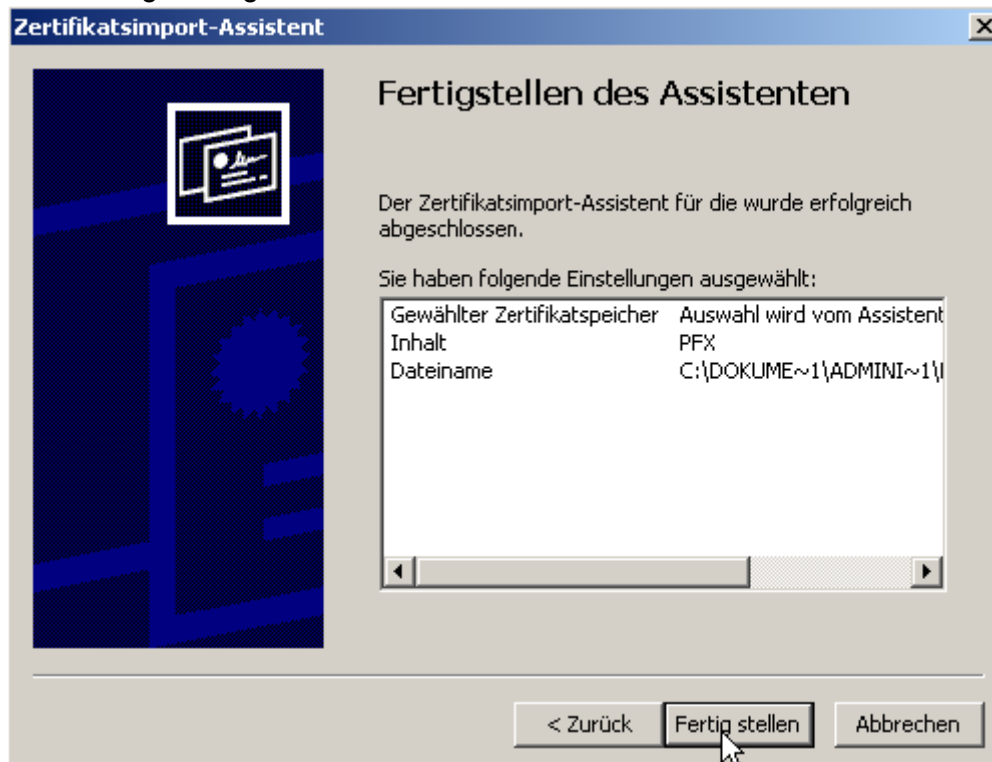 Zertifikatsimport-Assistent
Fertigstellen des Assistenten
Der Zertifikatsimport-Assistent für die wurde erfolgreich
abgeschlossen.
Sie haben folgende Einstellungen ausgewählt:
Gewählter Zertifikatspeicher Auswahl wird vom Assistent
Inhalt PFX
Dateiname C:\DOKUME~1\ADMINI~1\
< Zurück Fertig stellen Abbrechen